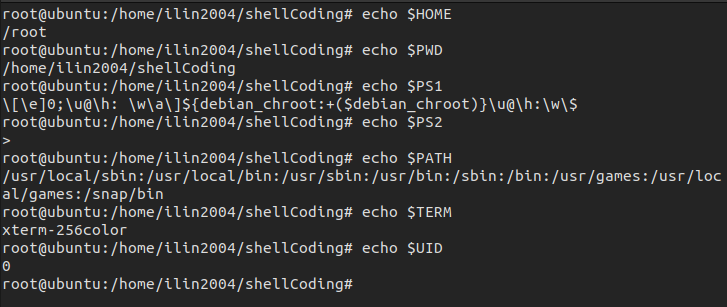 root@ubuntu:/home/ilin2004/shellCoding# echo $HOME
/root
root@ubuntu:/home/ilin2004/shellCoding# echo $PWD
/home/ilin2004/shellCoding
root@ubuntu:/home/ilin2004/shellCoding# echo $PS1
\[\e]0;\u@\h: \w\a\]${debian_chroot:+($debian_chroot)}\u@\h:\w\$
root@ubuntu:/home/ilin2004/shellCoding# echo $PS2
>
root@ubuntu:/home/ilin2004/shellCoding# echo $PATH
/usr/local/sbin:/usr/local/bin:/usr/sbin:/usr/bin:/sbin:/bin:/usr/games:/usr/loc
al/games:/snap/bin
root@ubuntu:/home/ilin2004/shellCoding# echo $TERM
xterm-256color
root@ubuntu:/home/ilin2004/shellCoding# echo $UID
0
root@ubuntu:/home/ilin2004/shellCoding#